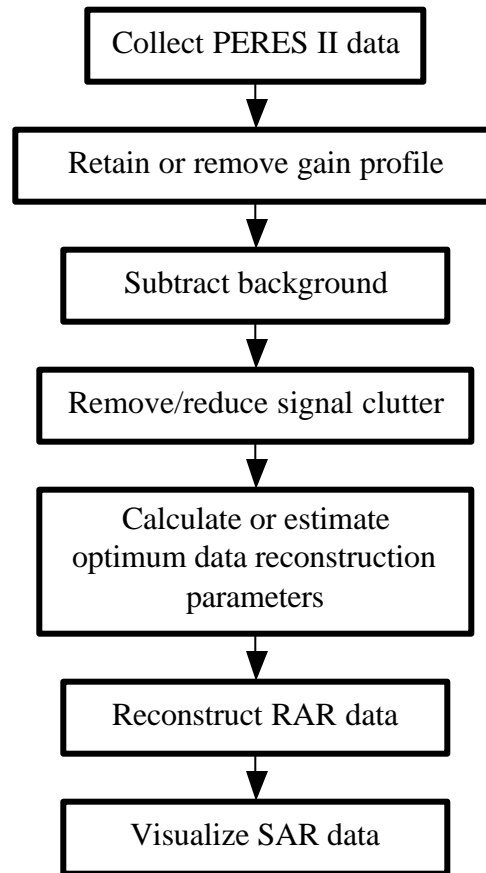 Collect PERES II data
Retain or remove gain profile
Subtract background
Remove/reduce signal clutter
Calculate or estimate
optimum data reconstruction
parameters
Reconstruct RAR data
Visualize SAR data